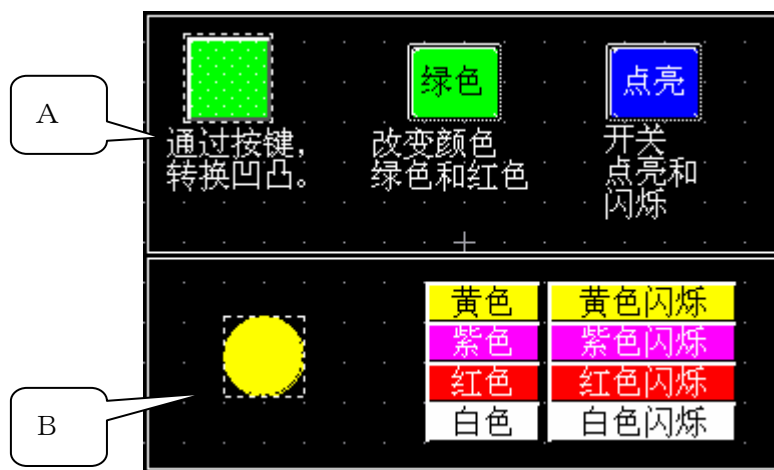 A
绿色
点亮
通过按键，
转换凹凸。
改变颜色
绿色和红色
开关
点亮和
闪烁
B
黄色
黄色闪烁
紫色
紫色闪烁
红色
红色闪烁
白色
白色闪烁